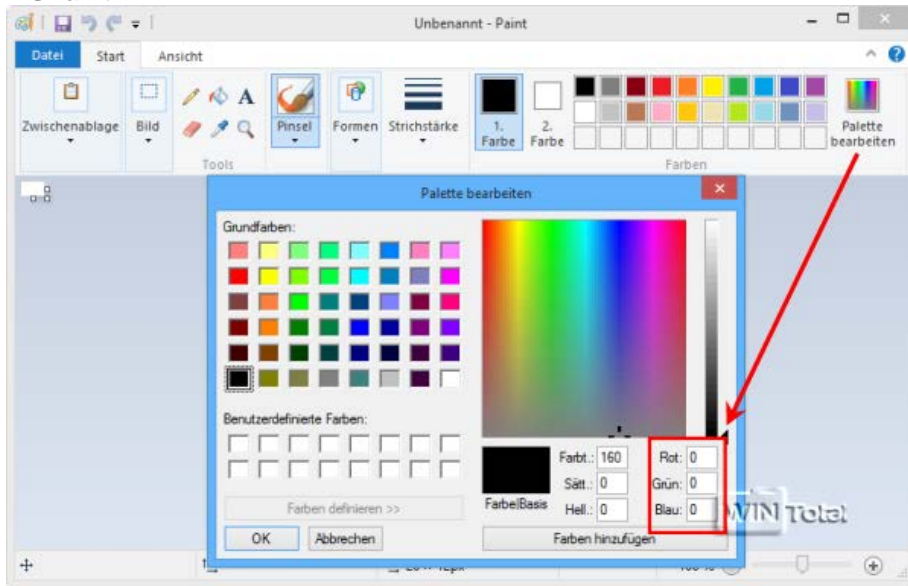 Unbenannt - Paint
Datei Start Ansicht
Zwischenablage Bild Pinsel Formen Strichstärke 1. Farbe 2. Farbe Palette bearbeiten
Tools Farben
Palette bearbeiten
Grundfarben:
Benutzerdefinierte Farben:
Farbt.: 160 Rot: 0
Sätt.: 0 Grün: 0
Farbe|Basis Hell.: 0 Blau: 0
WIN Total
Farben definieren >>
OK Abbrechen Farben hinzufügen